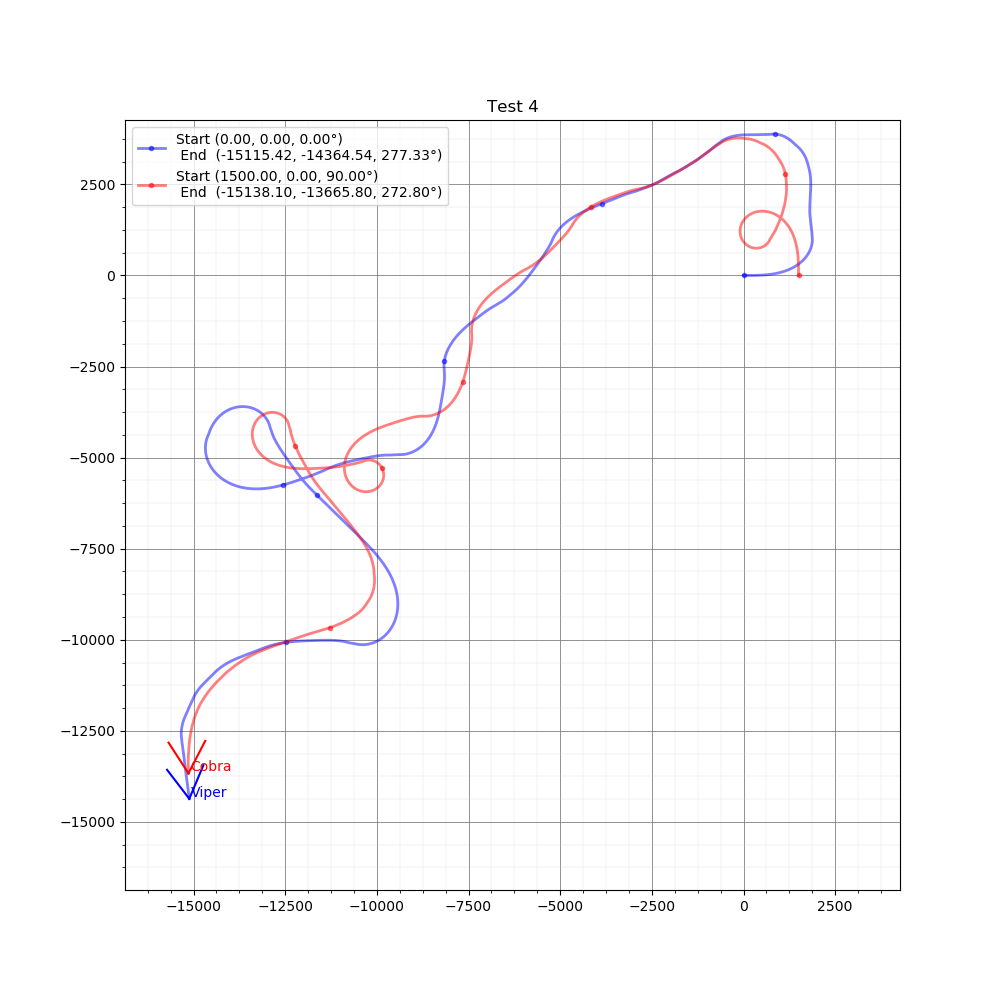 Test 4
Start (0.00, 0.00, 0.00°)
End  (-15115.42, -14364.54, 277.33°)
Start (1500.00, 0.00, 90.00°)
End  (-15138.10, -13665.80, 272.80°)
2500
0
−2500
−5000
−7500
−10000
−12500
−15000
Cobra
Viper
−15000 −12500 −10000 −7500 −5000 −2500 0 2500